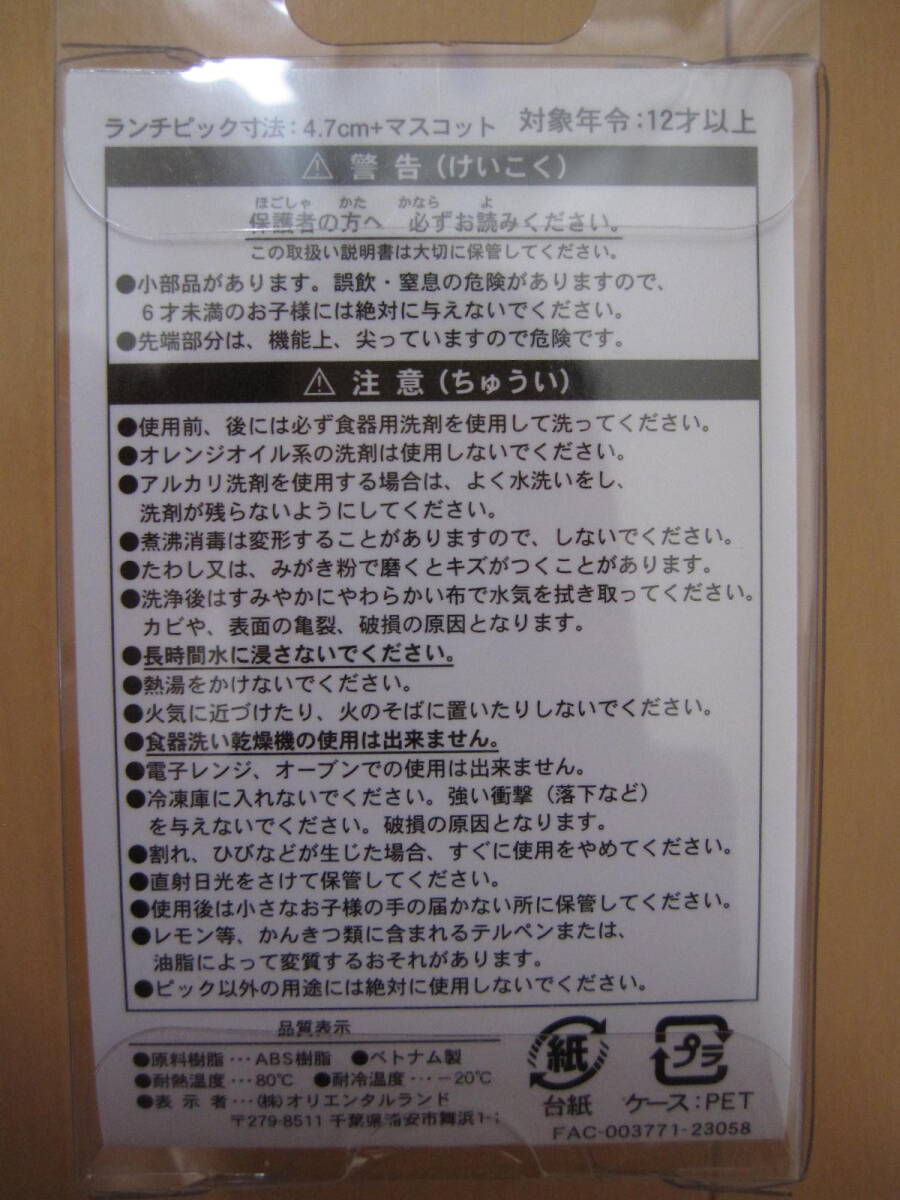 ランチピック寸法：4.7cm+マスコット　対象年令：12才以上
⚠ 警 告（けいこく）
ほごしゃ　かた　かなら　よ
保護者の方へ　必ずお読みください。
この取扱い説明書は大切に保管してください。
●小部品があります。誤飲・窒息の危険がありますので、
6才未満のお子様には絶対に与えないでください。
●先端部分は、機能上、尖っていますので危険です。
⚠ 注 意（ちゅうい）
●使用前、後には必ず食器用洗剤を使用して洗ってください。
●オレンジオイル系の洗剤は使用しないでください。
●アルカリ洗剤を使用する場合は、よく水洗いをし、
洗剤が残らないようにしてください。
●煮沸消毒は変形することがありますので、しないでください。
●たわし又は、みがき粉で磨くとキズがつくことがあります。
●洗浄後はすみやかにやわらかい布で水気を拭き取ってください。
カビや、表面の亀裂、破損の原因となります。
●長時間水に浸さないでください。
●熱湯をかけないでください。
●火気に近づけたり、火のそばに置いたりしないでください。
●食器洗い乾燥機の使用は出来ません。
●電子レンジ、オーブンでの使用は出来ません。
●冷凍庫に入れないでください。強い衝撃（落下など）
を与えないでください。破損の原因となります。
●割れ、ひびなどが生じた場合、すぐに使用をやめてください。
●直射日光をさけて保管してください。
●使用後は小さなお子様の手の届かない所に保管してください。
●レモン等、かんきつ類に含まれるテルペンまたは、
油脂によって変質するおそれがあります。
●ピック以外の用途には絶対に使用しないでください。
品質表示
●原料樹脂…ABS樹脂　●ベトナム製
●耐熱温度…80℃　●耐冷温度…−20℃
●表 示 者…(株)オリエンタルランド
〒279-8511 千葉県浦安市舞浜1-1
紙
台紙
プラ
ケース：PET
FAC-003771-23058